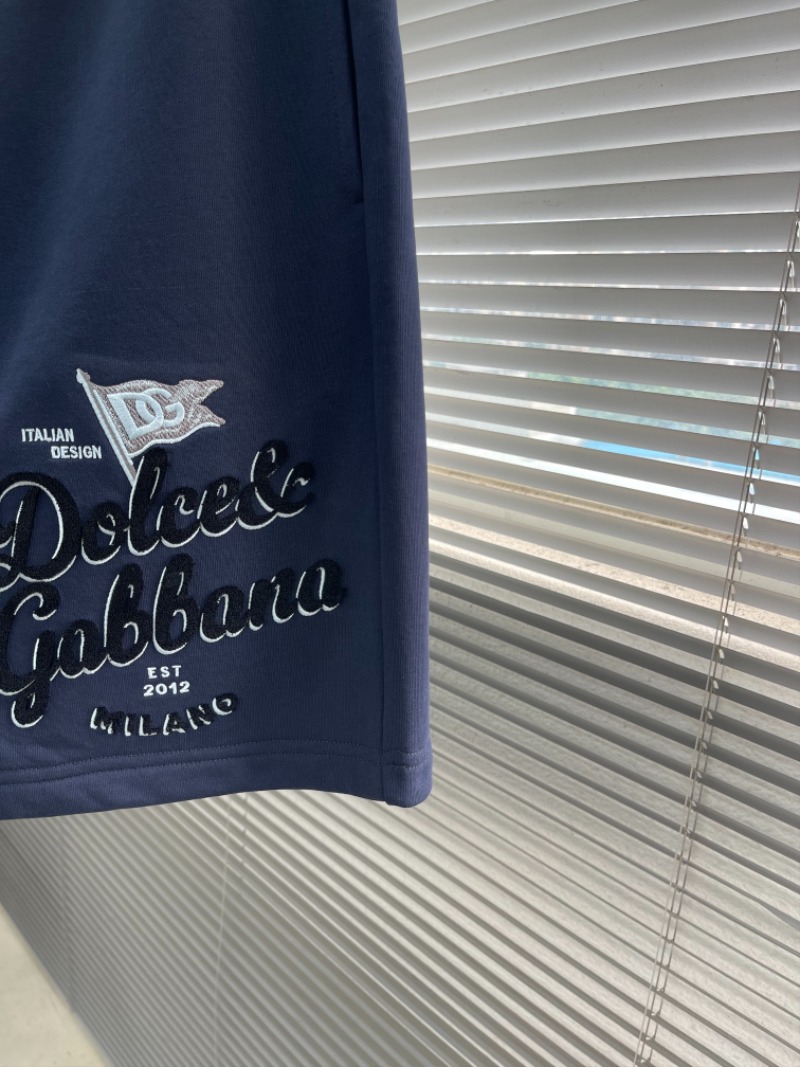 DG
ITALIAN
DESIGN
Dolce&
Gabbana
EST
2012
MILANO